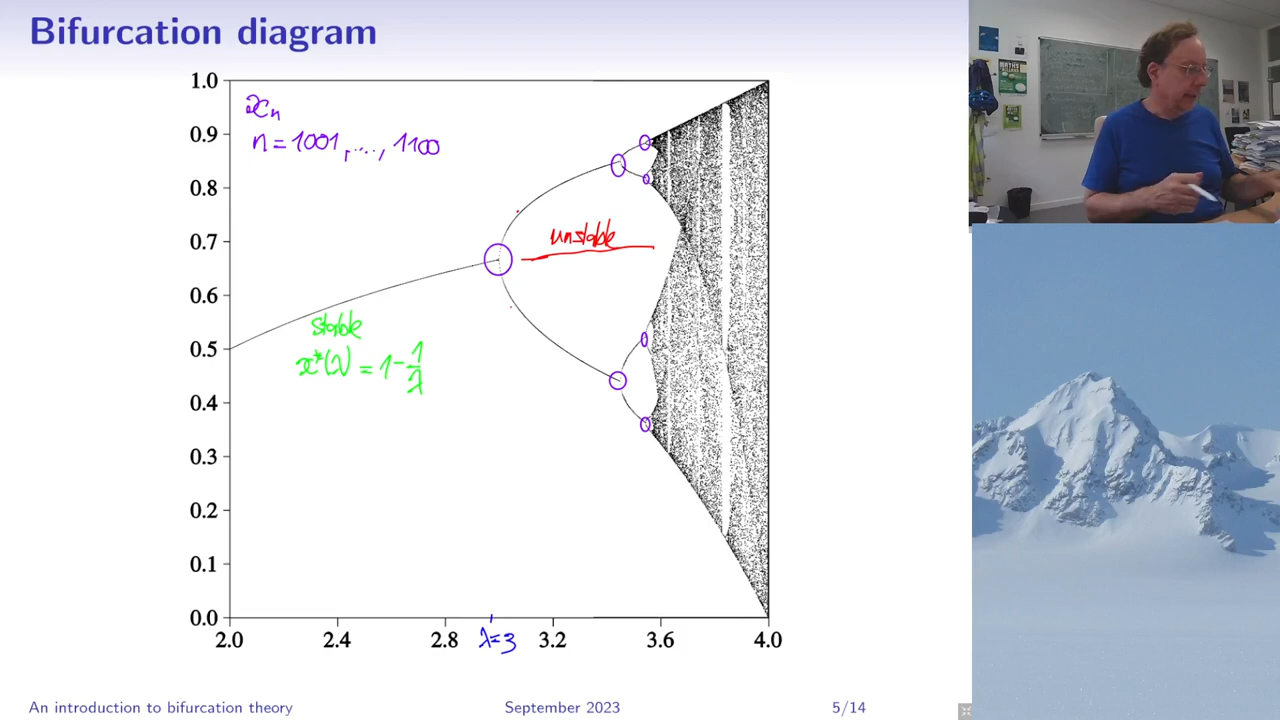 Bifurcation diagram
1.0
0.9
0.8
0.7
0.6
0.5
0.4
0.3
0.2
0.1
0.0
xₙ
n = 1001, ...., 1100
unstable
stable
x*(λ) = 1 - 1/λ
2.0 2.4 2.8 λ=3 3.2 3.6 4.0
An introduction to bifurcation theory September 2023 5/14